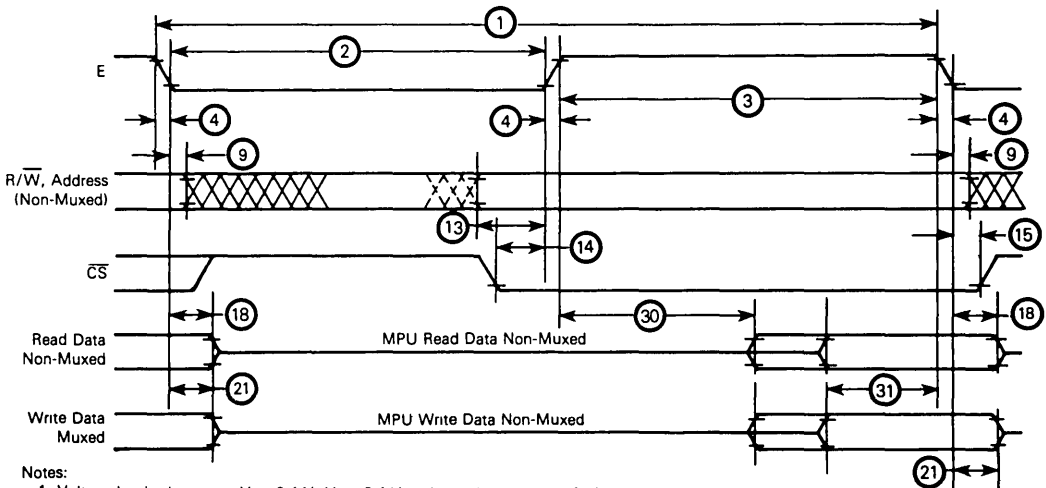 1
2
E
3
4
4
4
9
9
R/W̅, Address
(Non-Muxed)
13
14
15
C̅S̅
18
30
18
Read Data
Non-Muxed
MPU Read Data Non-Muxed
21
31
Write Data
Muxed
MPU Write Data Non-Muxed
21
Notes: